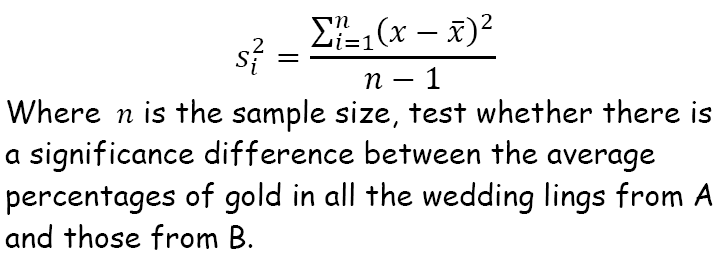 s_i^2 = \frac{\sum_{i=1}^{n}(x - \bar{x})^2}{n - 1}
Where n is the sample size, test whether there is
a significance difference between the average
percentages of gold in all the wedding lings from A
and those from B.